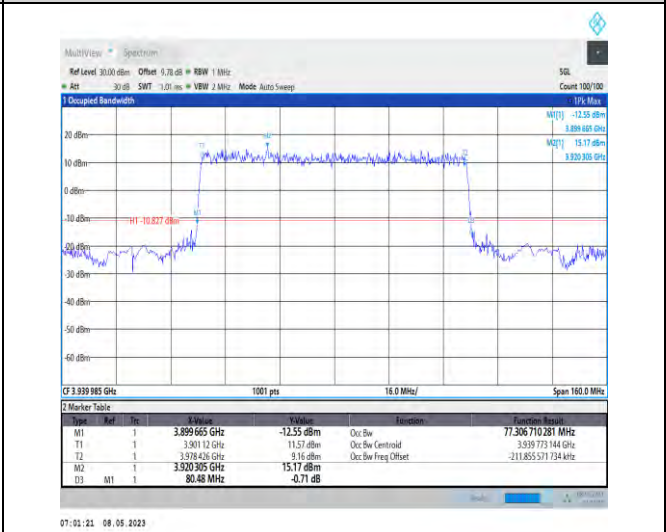 MultiView Spectrum
Ref Level 30.00 dBm Offset 9.78 dB RBW 1 MHz SGL
Att 30 dB SWT 1.01 ms VBW 2 MHz Mode Auto Sweep Count 100/100
1 Occupied Bandwidth 1Pk Max
M1[1] -12.55 dBm
3.899 665 GHz
M2[1] 15.17 dBm
3.920 305 GHz
20 dBm
M2
T1
10 dBm
0 dBm
M1
-10 dBm
H1 -10.827 dBm
-20 dBm
-30 dBm
-40 dBm
-50 dBm
-60 dBm
CF 3.939 985 GHz 1001 pts 16.0 MHz/ Span 160.0 MHz
2 Marker Table
Type Ref Trc X-Value Y-Value Function Function Result
M1 1 3.899 665 GHz -12.55 dBm Occ Bw 77.306 710 281 MHz
T1 1 3.901 12 GHz 11.57 dBm Occ Bw Centroid 3.939 773 144 GHz
T2 1 3.978 426 GHz 9.16 dBm Occ Bw Freq Offset -211.855 571 734 kHz
M2 1 3.920 305 GHz 15.17 dBm
D3 M1 1 80.48 MHz -0.71 dB
07:01:21 08.05.2023